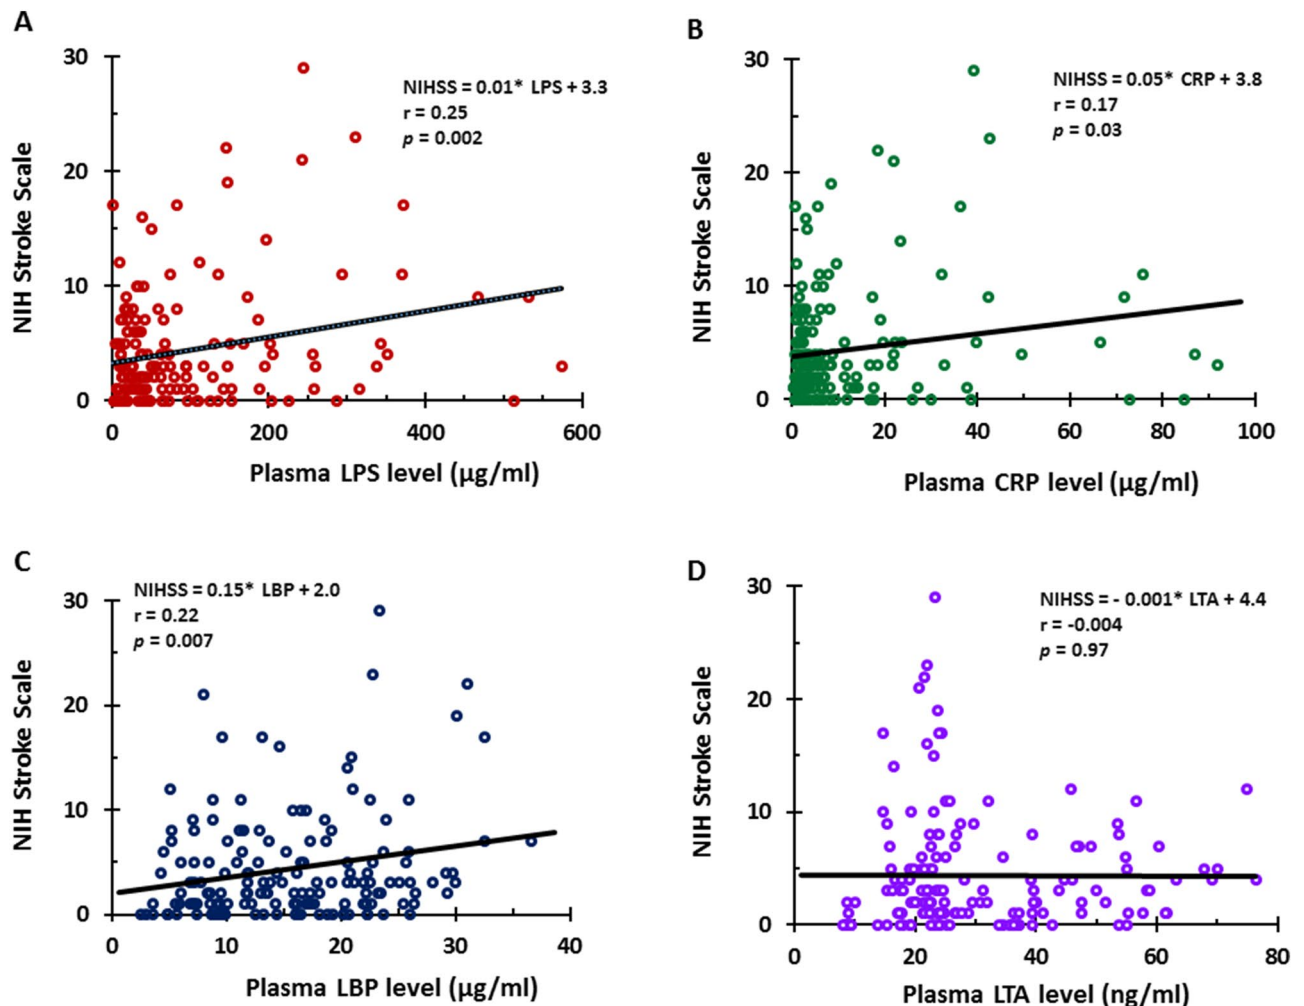 A
NIHSS = 0.01* LPS + 3.3
r = 0.25
p = 0.002
NIH Stroke Scale
30
20
10
0
0 200 400 600
Plasma LPS level (µg/ml)
B
NIHSS = 0.05* CRP + 3.8
r = 0.17
p = 0.03
NIH Stroke Scale
30
20
10
0
0 20 40 60 80 100
Plasma CRP level (µg/ml)
C
NIHSS = 0.15* LBP + 2.0
r = 0.22
p = 0.007
NIH Stroke Scale
30
20
10
0
0 10 20 30 40
Plasma LBP level (µg/ml)
D
NIHSS = - 0.001* LTA + 4.4
r = -0.004
p = 0.97
NIH Stroke Scale
30
20
10
0
0 20 40 60 80
Plasma LTA level (ng/ml)